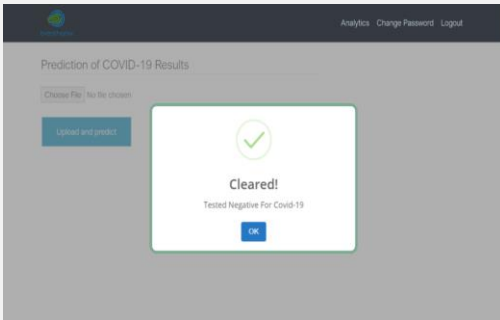 Analytics Change Password Logout
Prediction of COVID-19 Results
Choose File No file chosen
Upload and predict
Cleared!
Tested Negative For Covid-19
OK